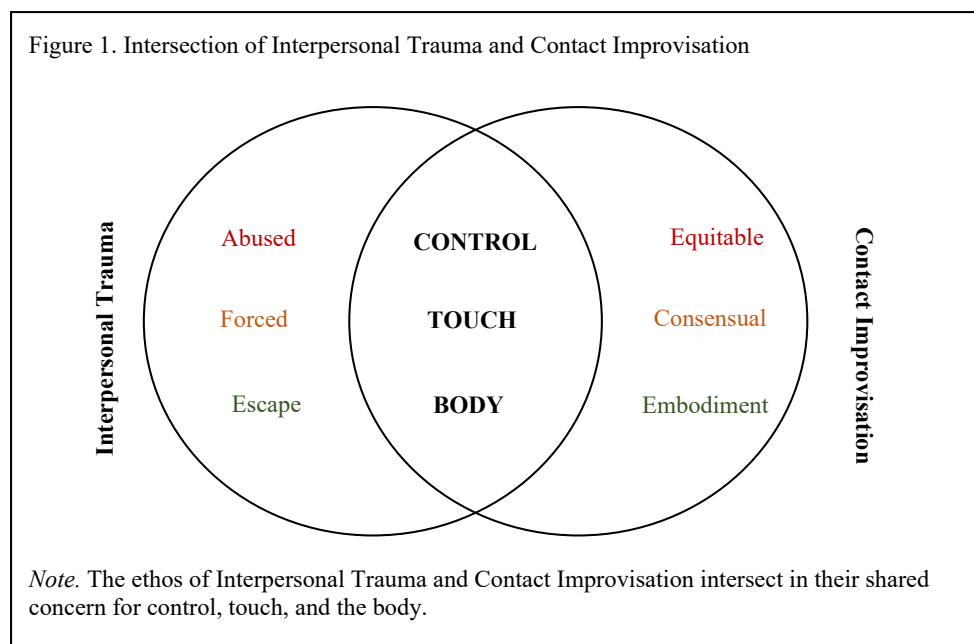 Figure 1. Intersection of Interpersonal Trauma and Contact Improvisation
Interpersonal Trauma
Abused CONTROL Equitable
Forced TOUCH Consensual
Escape BODY Embodiment
Contact Improvisation
Note. The ethos of Interpersonal Trauma and Contact Improvisation intersect in their shared
concern for control, touch, and the body.